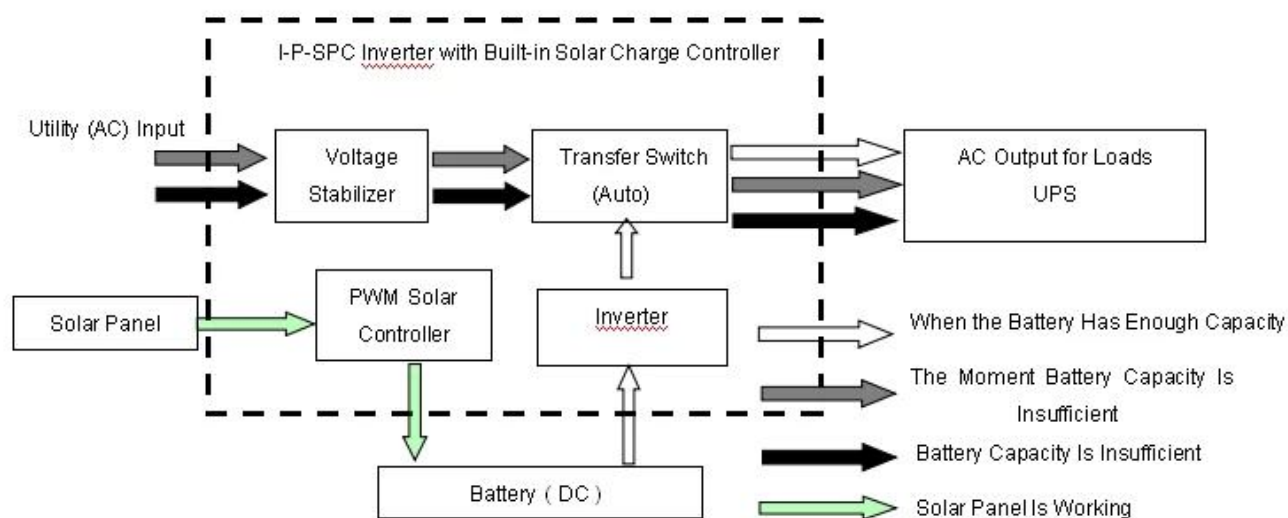 I-P-SPC Inverter with Built-in Solar Charge Controller
Utility (AC) Input
Voltage
Stabilizer
Transfer Switch
(Auto)
AC Output for Loads
UPS
Solar Panel
PWM Solar
Controller
Inverter
Battery ( DC )
When the Battery Has Enough Capacity
The Moment Battery Capacity Is
Insufficient
Battery Capacity Is Insufficient
Solar Panel Is Working